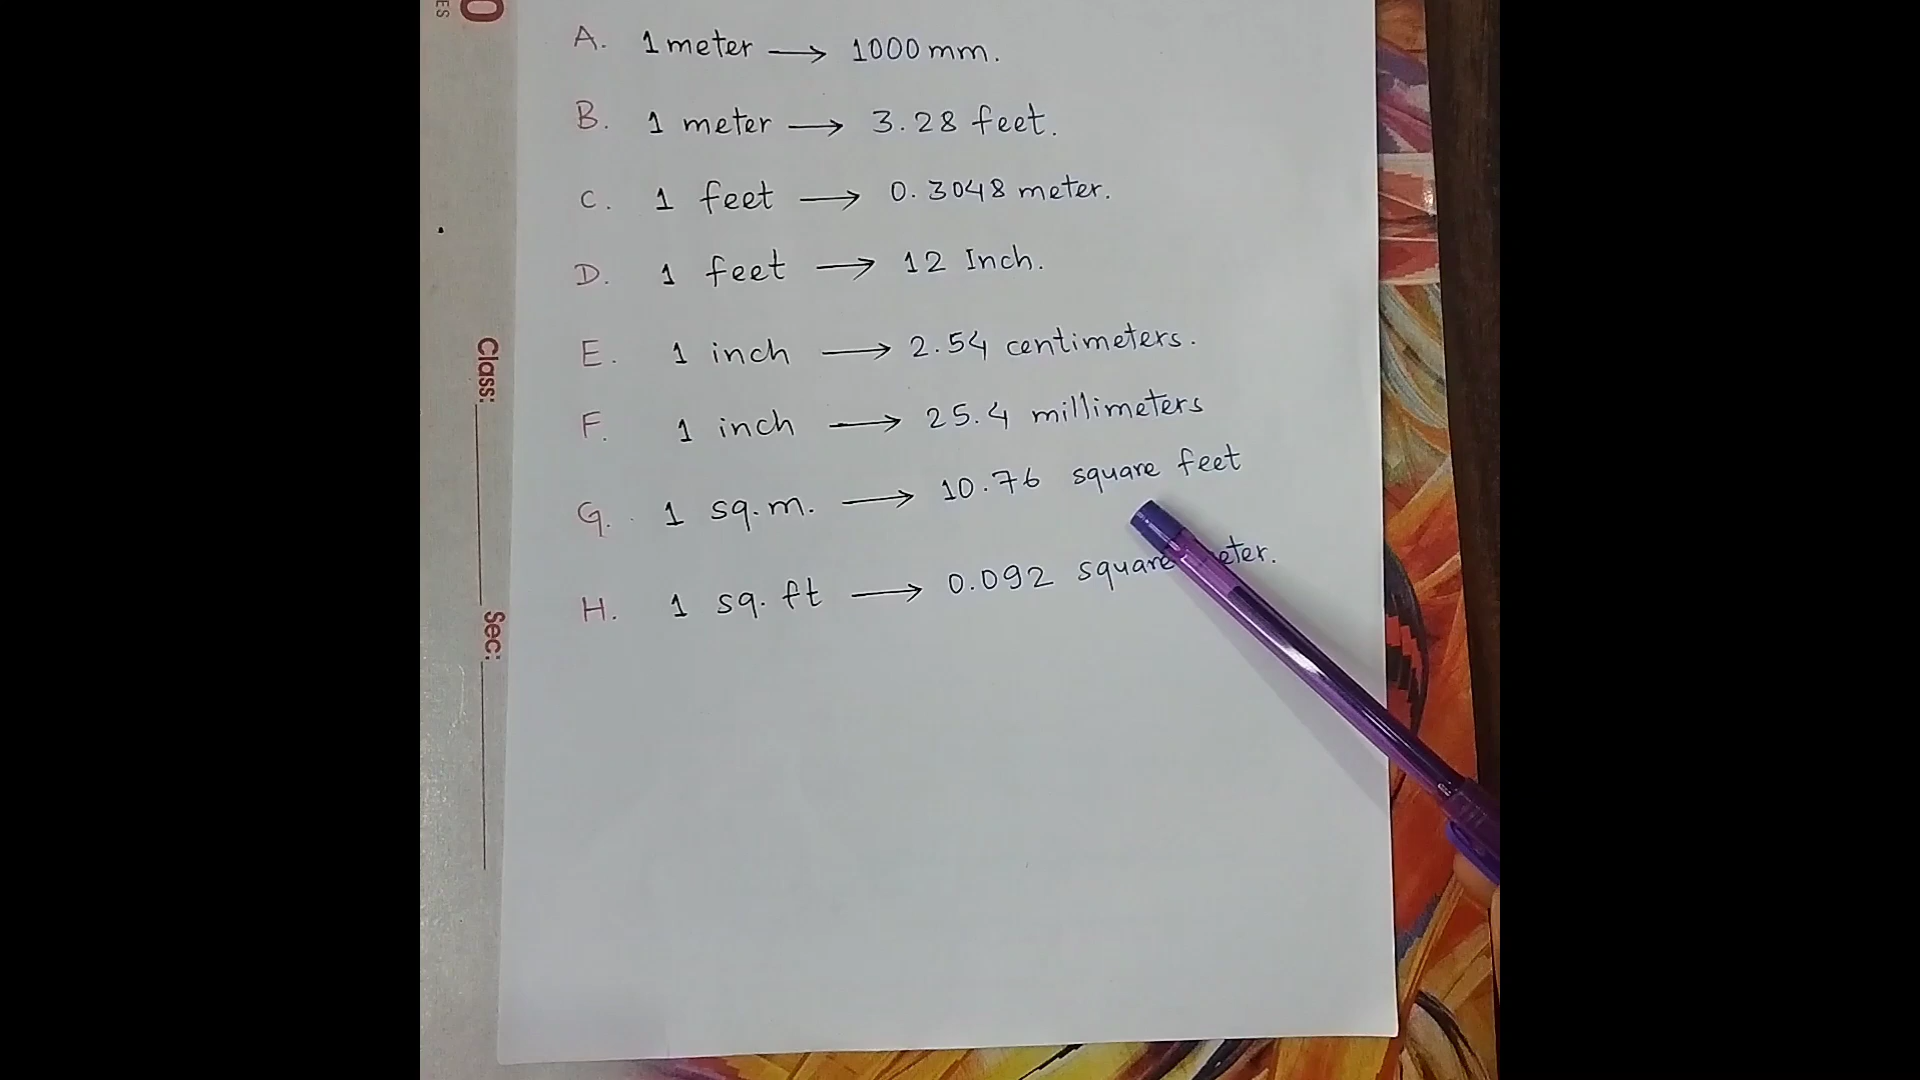 A. 1 meter → 1000 mm.
B. 1 meter → 3.28 feet.
C. 1 feet → 0.3048 meter.
D. 1 feet → 12 Inch.
E. 1 inch → 2.54 centimeters.
F. 1 inch → 25.4 millimeters
G. 1 sq.m. → 10.76 square feet
H. 1 sq. ft → 0.092 square eter.
Class:
Sec: